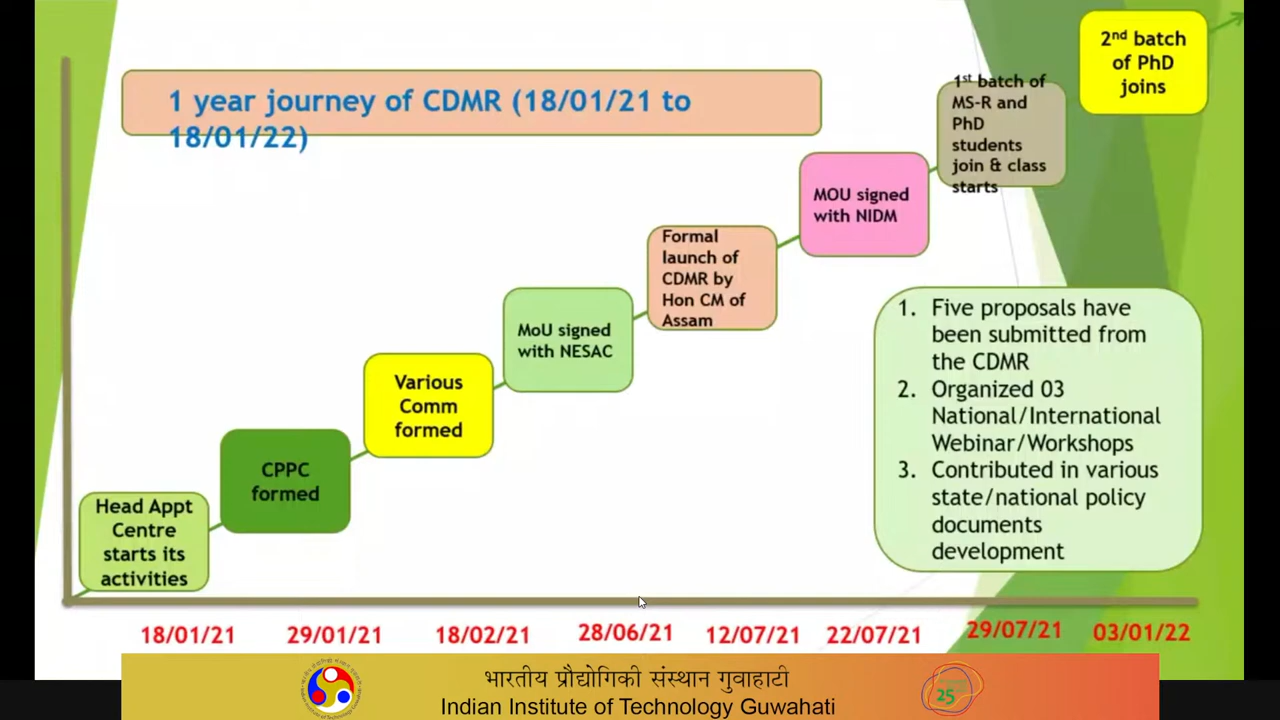 1 year journey of CDMR (18/01/21 to
18/01/22)
2nd batch
of PhD
joins
1st batch of
MS-R and
PhD
students
join & class
starts
MOU signed
with NIDM
Formal
launch of
CDMR by
Hon CM of
Assam
MoU signed
with NESAC
Various
Comm
formed
CPPC
formed
Head Appt
Centre
starts its
activities
1. Five proposals have
been submitted from
the CDMR
2. Organized 03
National/International
Webinar/Workshops
3. Contributed in various
state/national policy
documents
development
18/01/21 29/01/21 18/02/21 28/06/21 12/07/21 22/07/21 29/07/21 03/01/22
भारतीय प्रौद्योगिकी संस्थान गुवाहाटी
Indian Institute of Technology Guwahati
25